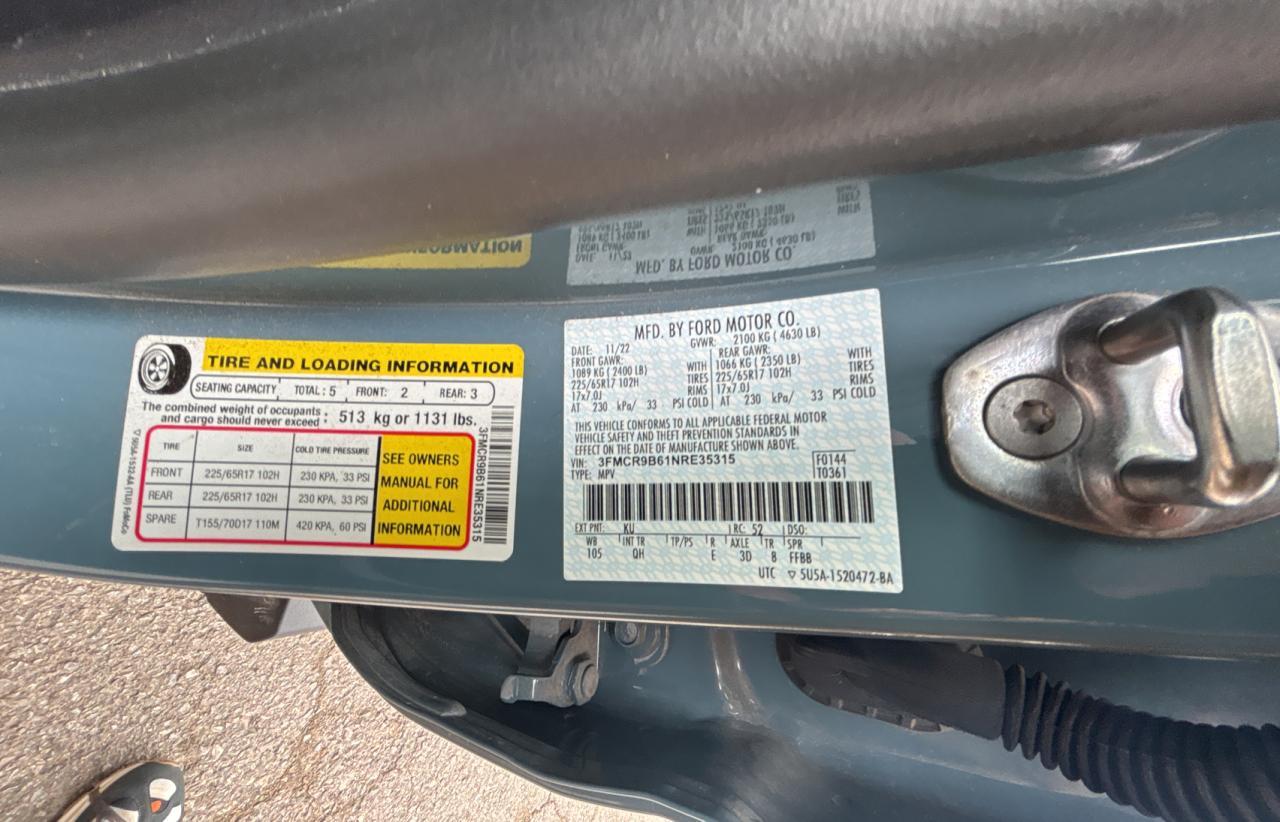 TIRE AND LOADING INFORMATION
SEATING CAPACITY TOTAL: 5 FRONT: 2 REAR: 3
The combined weight of occupants and cargo should never exceed: 513 kg or 1131 lbs.
TIRE SIZE COLD TIRE PRESSURE
FRONT 225/65R17 102H 230 KPA, 33 PSI
REAR 225/65R17 102H 230 KPA, 33 PSI
SPARE T155/70D17 110M 420 KPA, 60 PSI
SEE OWNERS
MANUAL FOR
ADDITIONAL
INFORMATION
3FMCR9B61NRE35315
MFD. BY FORD MOTOR CO.
DATE: 11/22 GVWR: 2100 KG ( 4630 LB)
FRONT GAWR: REAR GAWR:
1089 KG ( 2400 LB) WITH 1066 KG ( 2350 LB) WITH
225/65R17 102H TIRES 225/65R17 102H TIRES
17x7.0J RIMS 17x7.0J RIMS
AT 230 kPa/ 33 PSI COLD AT 230 kPa/ 33 PSI COLD
THIS VEHICLE CONFORMS TO ALL APPLICABLE FEDERAL MOTOR
VEHICLE SAFETY AND THEFT PREVENTION STANDARDS IN
EFFECT ON THE DATE OF MANUFACTURE SHOWN ABOVE.
VIN: 3FMCR9B61NRE35315 F0144
TYPE: MPV T0361
EXT PNT: KU RC: 52 DSO:
WB INT TR TP/PS R AXLE TR SPR
105 QH E 3D 8 FFBB
UTC ▽ 5U5A-1520472-BA